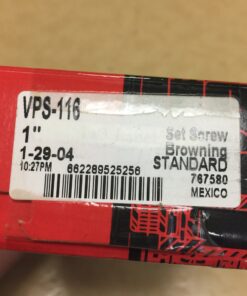 VPS-116
1"
Set Screw
1-29-04
Browning
10:27PM
STANDARD
662289525256
767580
MEXICO